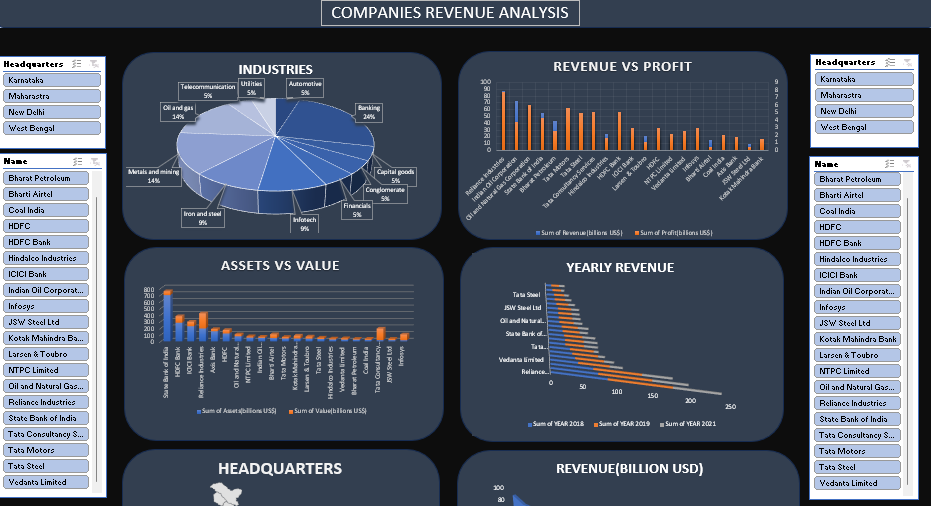 COMPANIES REVENUE ANALYSIS
Headquarters
Karnataka
Maharastra
New Delhi
West Bengal
Name
Bharat Petroleum
Bharti Airtel
Coal India
HDFC
HDFC Bank
Hindalco Industries
ICICI Bank
Indian Oil Corporat...
Infosys
JSW Steel Ltd
Kotak Mahindra Ba...
Larsen & Toubro
NTPC Limited
Oil and Natural Gas...
Reliance Industries
State Bank of India
Tata Consultancy S...
Tata Motors
Tata Steel
Vedanta Limited
INDUSTRIES
Utilities
5%
Automotive
5%
Telecommunication
5%
Oil and gas
14%
Banking
24%
Metals and mining
14%
Capital goods
5%
Conglomerate
5%
Financials
5%
Iron and steel
9%
Infotech
9%
REVENUE VS PROFIT
100
90
80
70
60
50
40
30
20
10
0
9
8
7
6
5
4
3
2
1
0
Reliance Industries
Indian Oil Corporation
Oil and Natural Gas Corporation
State Bank of India
Bharat Petroleum
Tata Motors
Tata Steel
Tata Consultancy Services
Hindalco Industries
HDFC Bank
ICICI Bank
Larsen & Toubro
HDFC
NTPC Limited
Vedanta Limited
Infosys
Bharti Airtel
Coal India
Axis Bank
JSW Steel Ltd
Kotak Mahindra Bank
Sum of Revenue(billions US$)
Sum of Profit(billions US$)
ASSETS VS VALUE
800
700
600
500
400
300
200
100
0
State Bank of India
HDFC Bank
ICICI Bank
Reliance Industries
Axis Bank
HDFC
Oil and Natural...
NTPC Limited
Indian Oil...
Bharti Airtel
Tata Motors
Kotak Mahindra...
Larsen & Toubro
Tata Steel
Hindalco Industries
Vedanta limited
Bharat Petroleum
Coal India
Tata Consultancy...
JSW Steel Ltd
Infosys
Sum of Assets(billions US$)
Sum of Value(billions US$)
YEARLY REVENUE
Tata Steel
JSW Steel Ltd
Oil and Natural...
State Bank of...
Tata...
Vedanta limited
Reliance...
0
50
100
150
200
250
Sum of YEAR 2018
Sum of YEAR 2019
Sum of YEAR 2021
HEADQUARTERS
REVENUE(BILLION USD)
100
80
Headquarters
Karnataka
Maharastra
New Delhi
West Bengal
Name
Bharat Petroleum
Bharti Airtel
Coal India
HDFC
HDFC Bank
Hindalco Industries
ICICI Bank
Indian Oil Corporat...
Infosys
JSW Steel Ltd
Kotak Mahindra Bank
Larsen & Toubro
NTPC Limited
Oil and Natural Gas...
Reliance Industries
State Bank of India
Tata Consultancy S...
Tata Motors
Tata Steel
Vedanta Limited